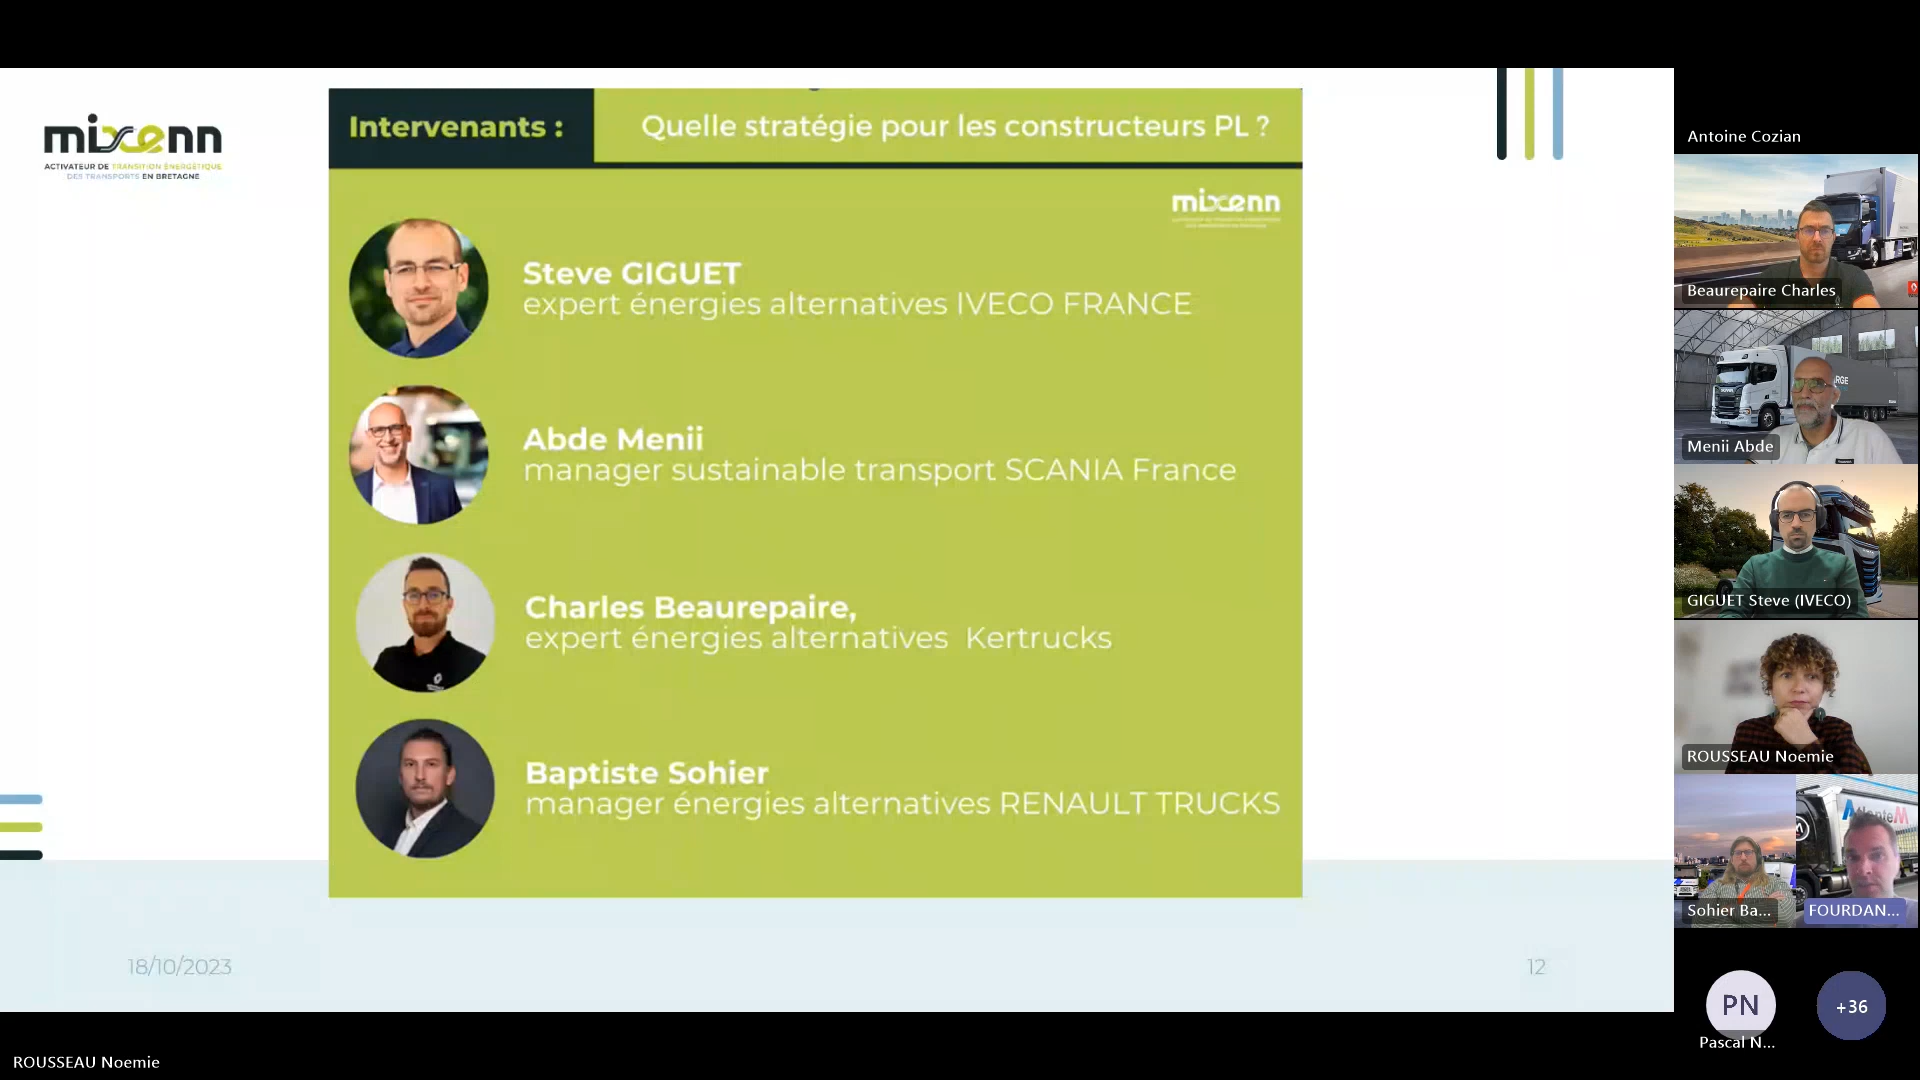 mixenn
ACTIVATEUR DE TRANSITION ÉNERGÉTIQUE
DES TRANSPORTS EN BRETAGNE
Intervenants :
Quelle stratégie pour les constructeurs PL ?
mixenn
Steve GIGUET
expert énergies alternatives IVECO FRANCE
Abde Menii
manager sustainable transport SCANIA France
Charles Beaurepaire,
expert énergies alternatives Kertrucks
Baptiste Sohier
manager énergies alternatives RENAULT TRUCKS
18/10/2023
12
ROUSSEAU Noemie
Antoine Cozian
Beaurepaire Charles
Menii Abde
GIGUET Steve (IVECO)
ROUSSEAU Noemie
Sohier Ba...
AtlanteM
FOURDAN...
PN
Pascal N...
+36